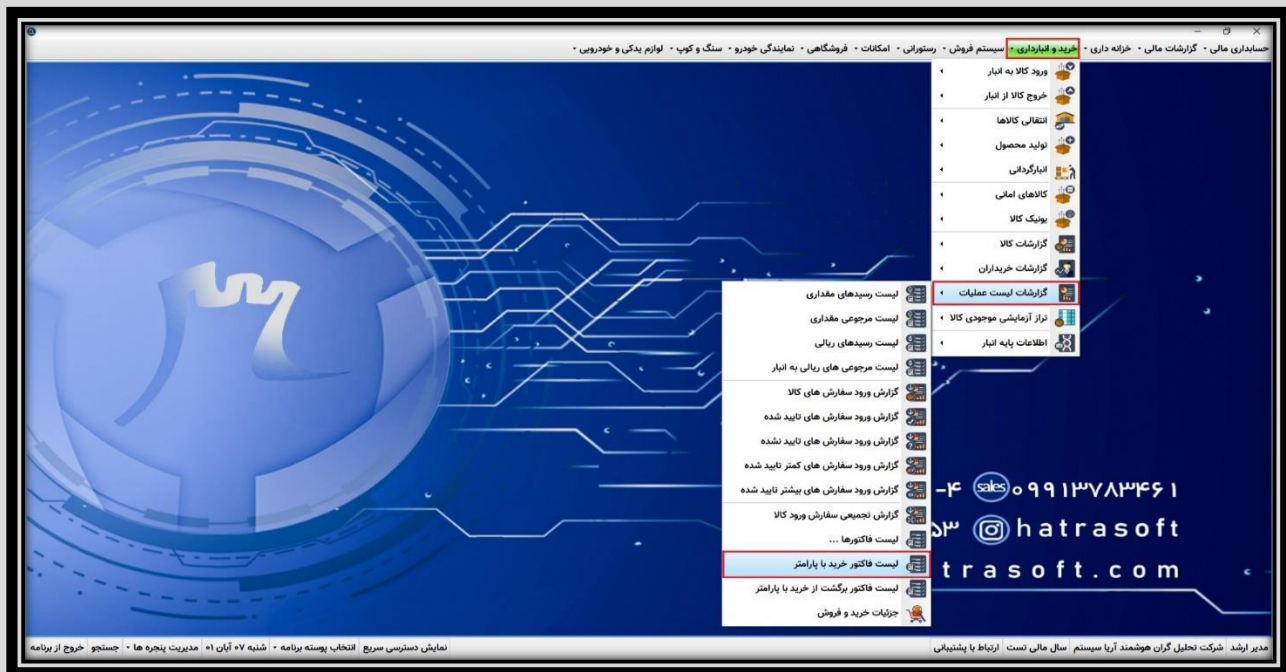 حسابداری مالی - گزارشات مالی - خزانه داری - خرید و انبارداری - سیستم فروش - رستورانی - امکانات - فروشگاهی - نمایندگی خودرو - سنگ و کوپ - لوازم یدکی و خودرویی -
ورود کالا به انبار
خروج کالا از انبار
انتقالی کالاها
تولید محصول
انبارگردانی
کالاهای امانی
یونیک کالا
گزارشات کالا
گزارشات خریداران
گزارشات لیست عملیات
تراز آزمایشی موجودی کالا
اطلاعات پایه انبار
لیست رسیدهای مقداری
لیست مرجوعی مقداری
لیست رسیدهای ریالی
لیست مرجوعی های ریالی به انبار
گزارش ورود سفارش های کالا
گزارش ورود سفارش های تایید شده
گزارش ورود سفارش های تایید نشده
گزارش ورود سفارش های کمتر تایید شده
گزارش ورود سفارش های بیشتر تایید شده
گزارش تجمیعی سفارش ورود کالا
لیست فاکتورها ...
لیست فاکتور خرید با پارامتر
لیست فاکتور برگشت از خرید با پارامتر
جزئیات خرید و فروش
-۴ sales ۰۹۹۱۳۷۸۳۴۶۱
۵۳ hatrasoft
trasoft.com
مدیر ارشد شرکت تحلیل گران هوشمند آریا سیستم سال مالی تست ارتباط با پشتیبانی
نمایش دسترسی سریع انتخاب پوسته برنامه - شنبه ۰۷ آبان ۰۱ مدیریت پنجره ها - جستجو خروج از برنامه